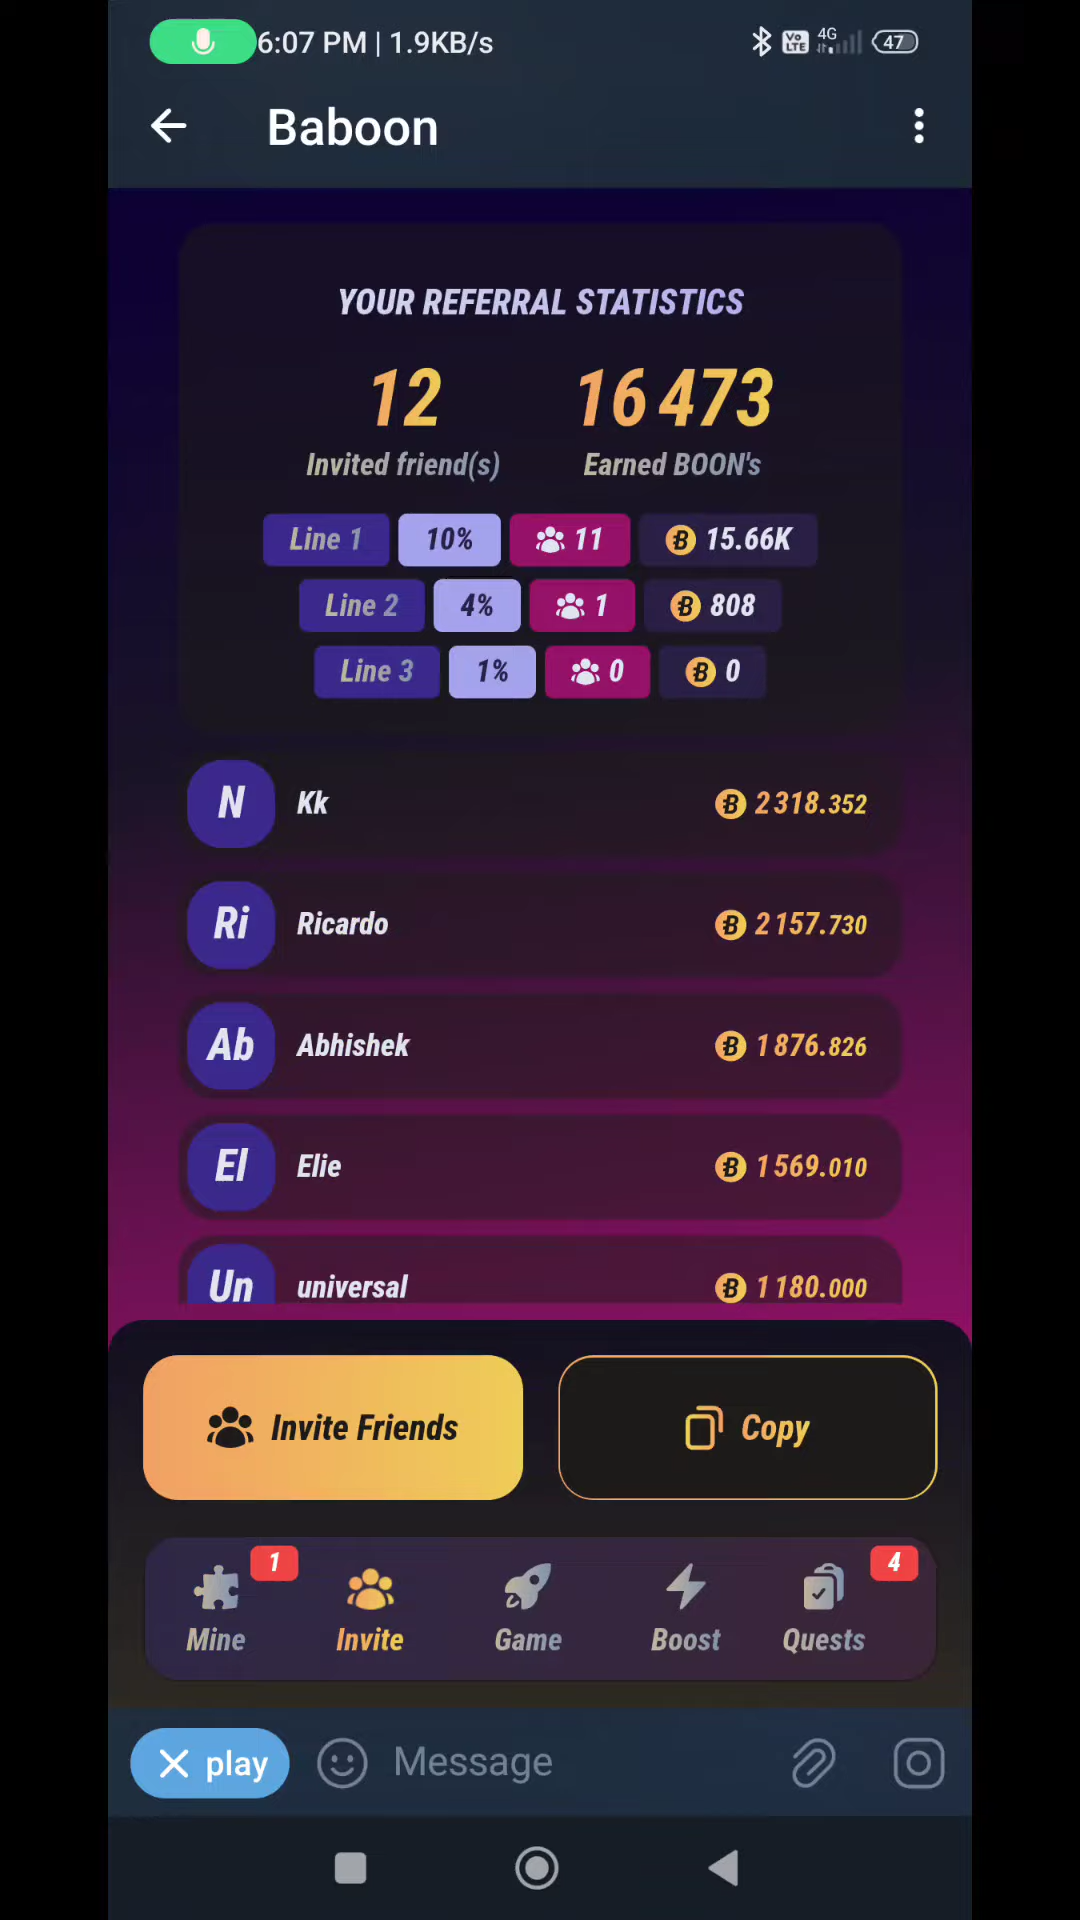 6:07 PM | 1.9KB/s
Vo LTE 4G 47
Baboon
YOUR REFERRAL STATISTICS
12 16 473
Invited friend(s) Earned BOON's
Line 1 10% 11 15.66K
Line 2 4% 1 808
Line 3 1% 0 0
N Kk 2 318.352
Ri Ricardo 2 157.730
Ab Abhishek 1 876.826
El Elie 1 569.010
Un universal 1 180.000
Invite Friends Copy
1 4
Mine Invite Game Boost Quests
play Message